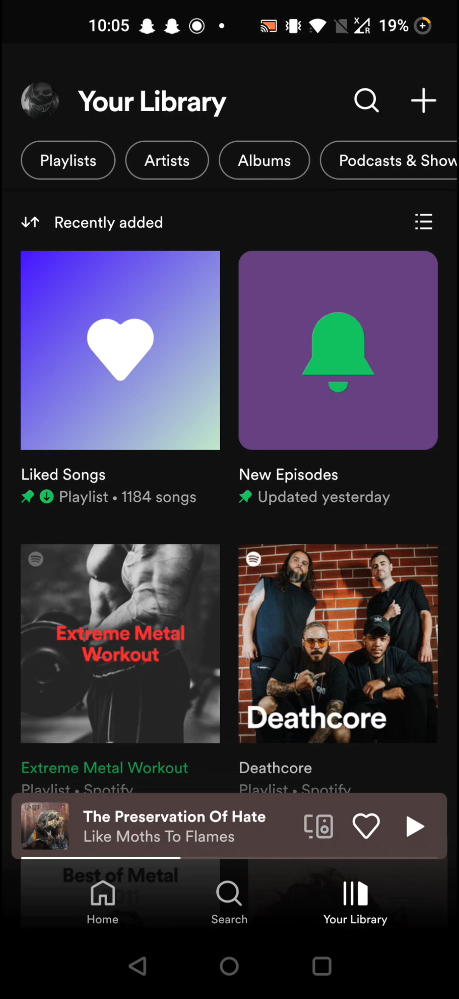 10:05
X
R
19%
Your Library
Playlists
Artists
Albums
Podcasts & Show
Recently added
Liked Songs
Playlist • 1184 songs
New Episodes
Updated yesterday
Extreme Metal
Workout
Deathcore
Extreme Metal Workout
Playlist • Spotify
Deathcore
Playlist • Spotify
The Preservation Of Hate
Like Moths To Flames
Best of Metal
Home
Search
Your Library